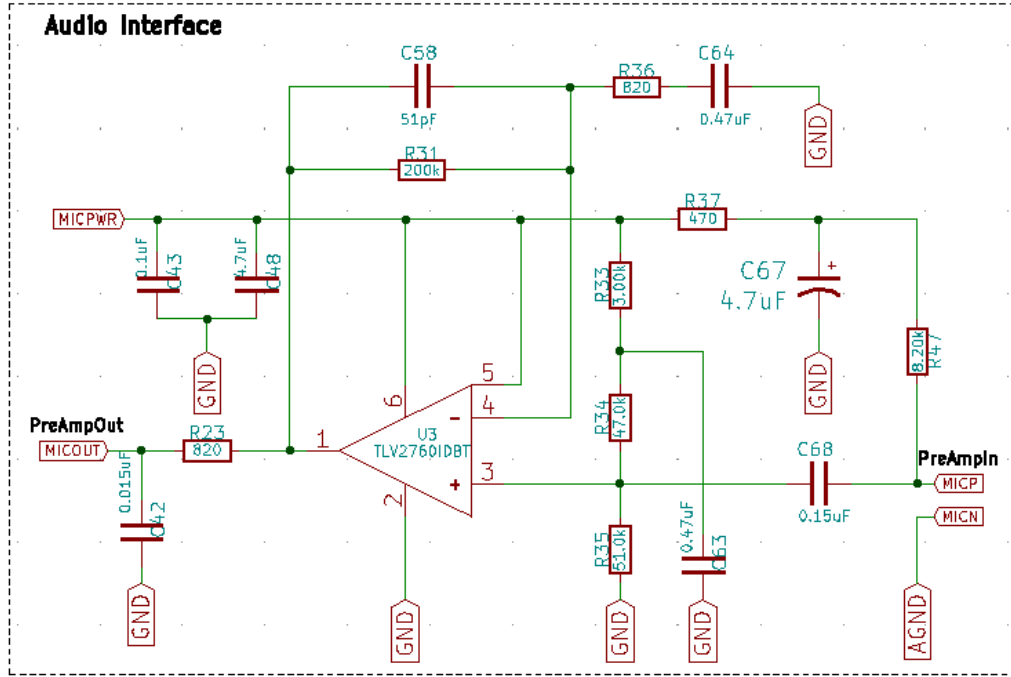 Audio Interface
C58
51pF
R36
820
C64
0.47uF
GND
R31
200k
MICPWR
R37
470
0.1uF
C43
4.7uF
C48
R33
3.00k
C67
+
4.7uF
R47
8.20k
GND
GND
5
6
4
-
R34
47.0k
PreAmpOut
MICOUT
R23
820
1
U3
TLV2760IDBT
3
+
2
C68
0.15uF
PreAmpIn
MICP
MICN
0.015uF
C42
R35
51.0k
0.47uF
C63
GND
GND
GND
GND
AGND